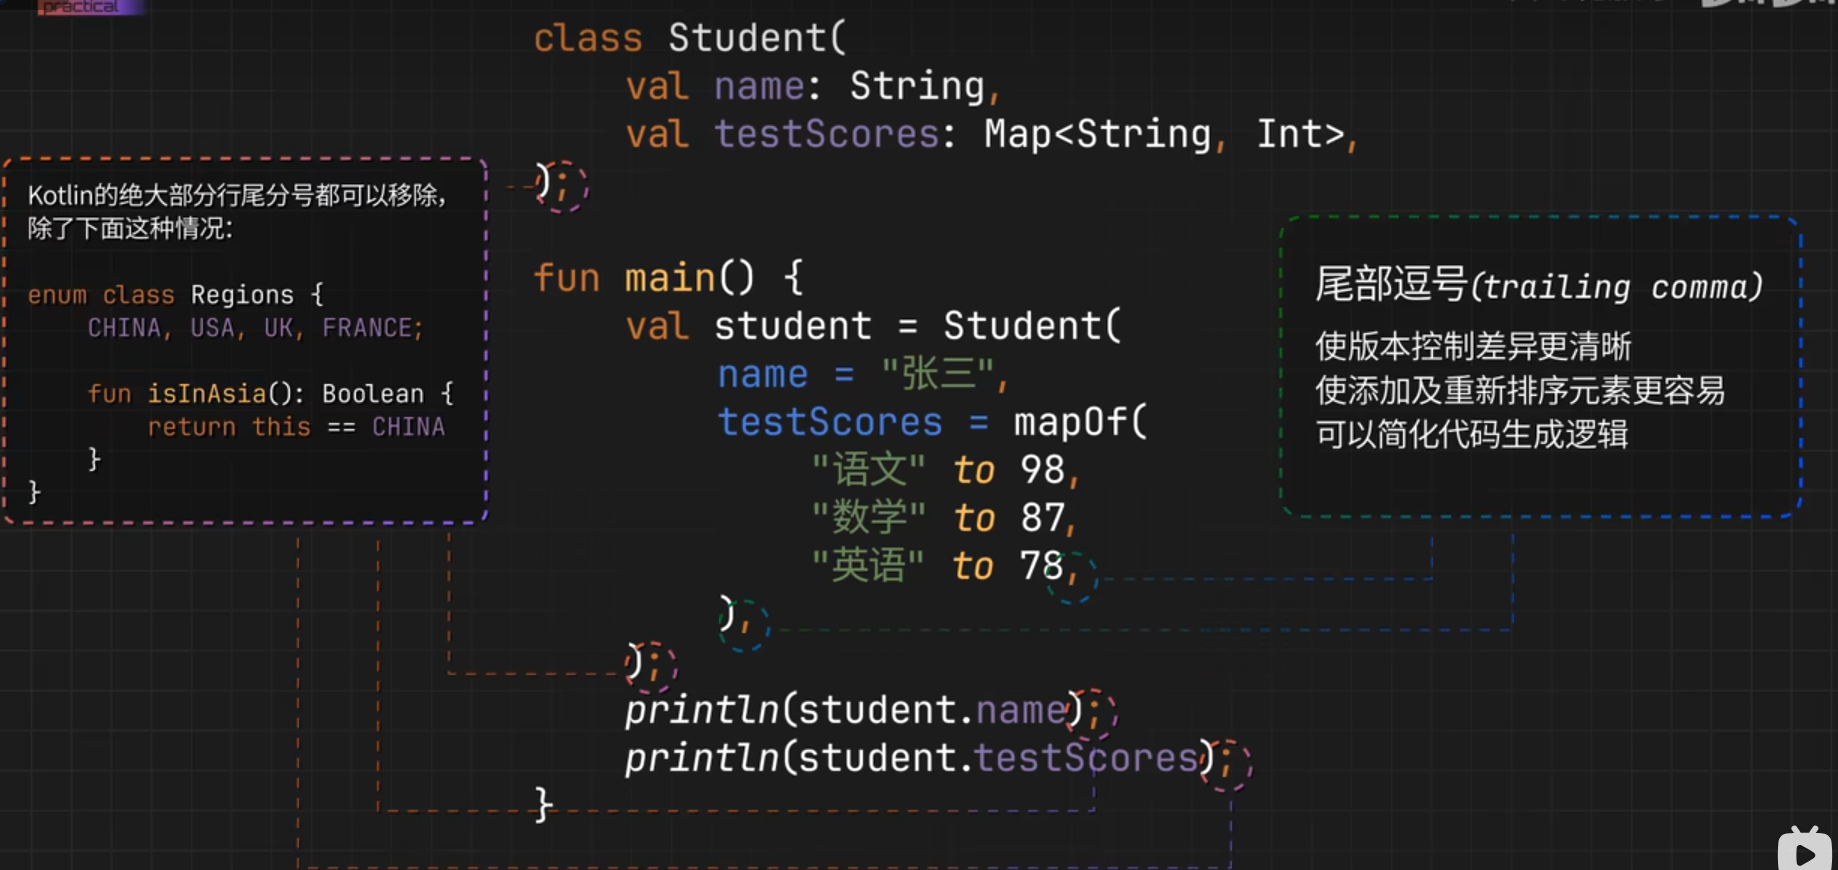 practical
class Student(
val name: String,
val testScores: Map<String, Int>,
);
Kotlin的绝大部分行尾分号都可以移除,
除了下面这种情况:
enum class Regions {
CHINA, USA, UK, FRANCE;
fun isInAsia(): Boolean {
return this == CHINA
}
}
fun main() {
val student = Student(
name = "张三",
testScores = mapOf(
"语文" to 98,
"数学" to 87,
"英语" to 78,
),
);
println(student.name);
println(student.testScores);
}
尾部逗号(trailing comma)
使版本控制差异更清晰
使添加及重新排序元素更容易
可以简化代码生成逻辑